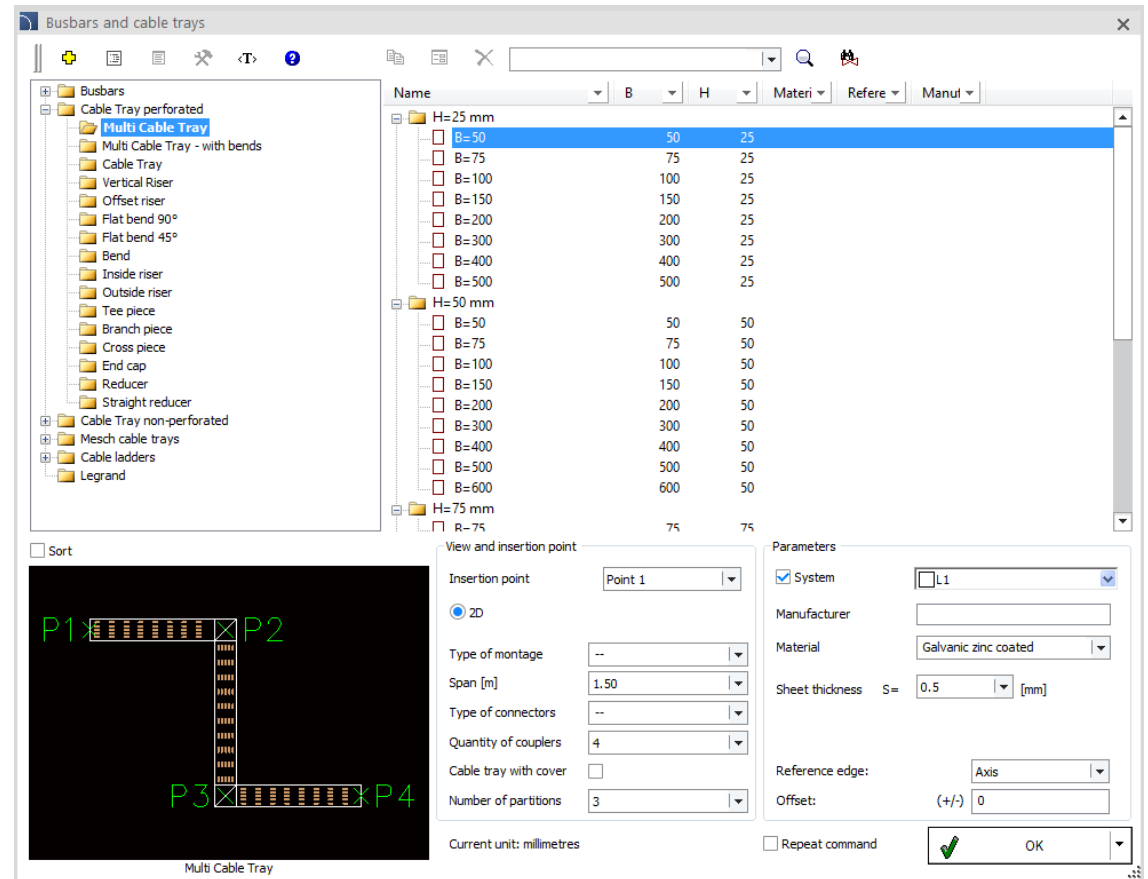 Busbars and cable trays
<T>
?
Busbars
Cable Tray perforated
Multi Cable Tray
Multi Cable Tray - with bends
Cable Tray
Vertical Riser
Offset riser
Flat bend 90°
Flat bend 45°
Bend
Inside riser
Outside riser
Tee piece
Branch piece
Cross piece
End cap
Reducer
Straight reducer
Cable Tray non-perforated
Mesch cable trays
Cable ladders
Legrand
Name B H Materi Refere Manuf
H=25 mm
B=50 50 25
B=75 75 25
B=100 100 25
B=150 150 25
B=200 200 25
B=300 300 25
B=400 400 25
B=500 500 25
H=50 mm
B=50 50 50
B=75 75 50
B=100 100 50
B=150 150 50
B=200 200 50
B=300 300 50
B=400 400 50
B=500 500 50
B=600 600 50
H=75 mm
B=75 75 75
Sort
P1 P2
P3 P4
Multi Cable Tray
View and insertion point
Insertion point Point 1
2D
Type of montage --
Span [m] 1.50
Type of connectors --
Quantity of couplers 4
Cable tray with cover
Number of partitions 3
Current unit: millimetres
Parameters
System L1
Manufacturer
Material Galvanic zinc coated
Sheet thickness S= 0.5 [mm]
Reference edge: Axis
Offset: (+/-) 0
Repeat command OK